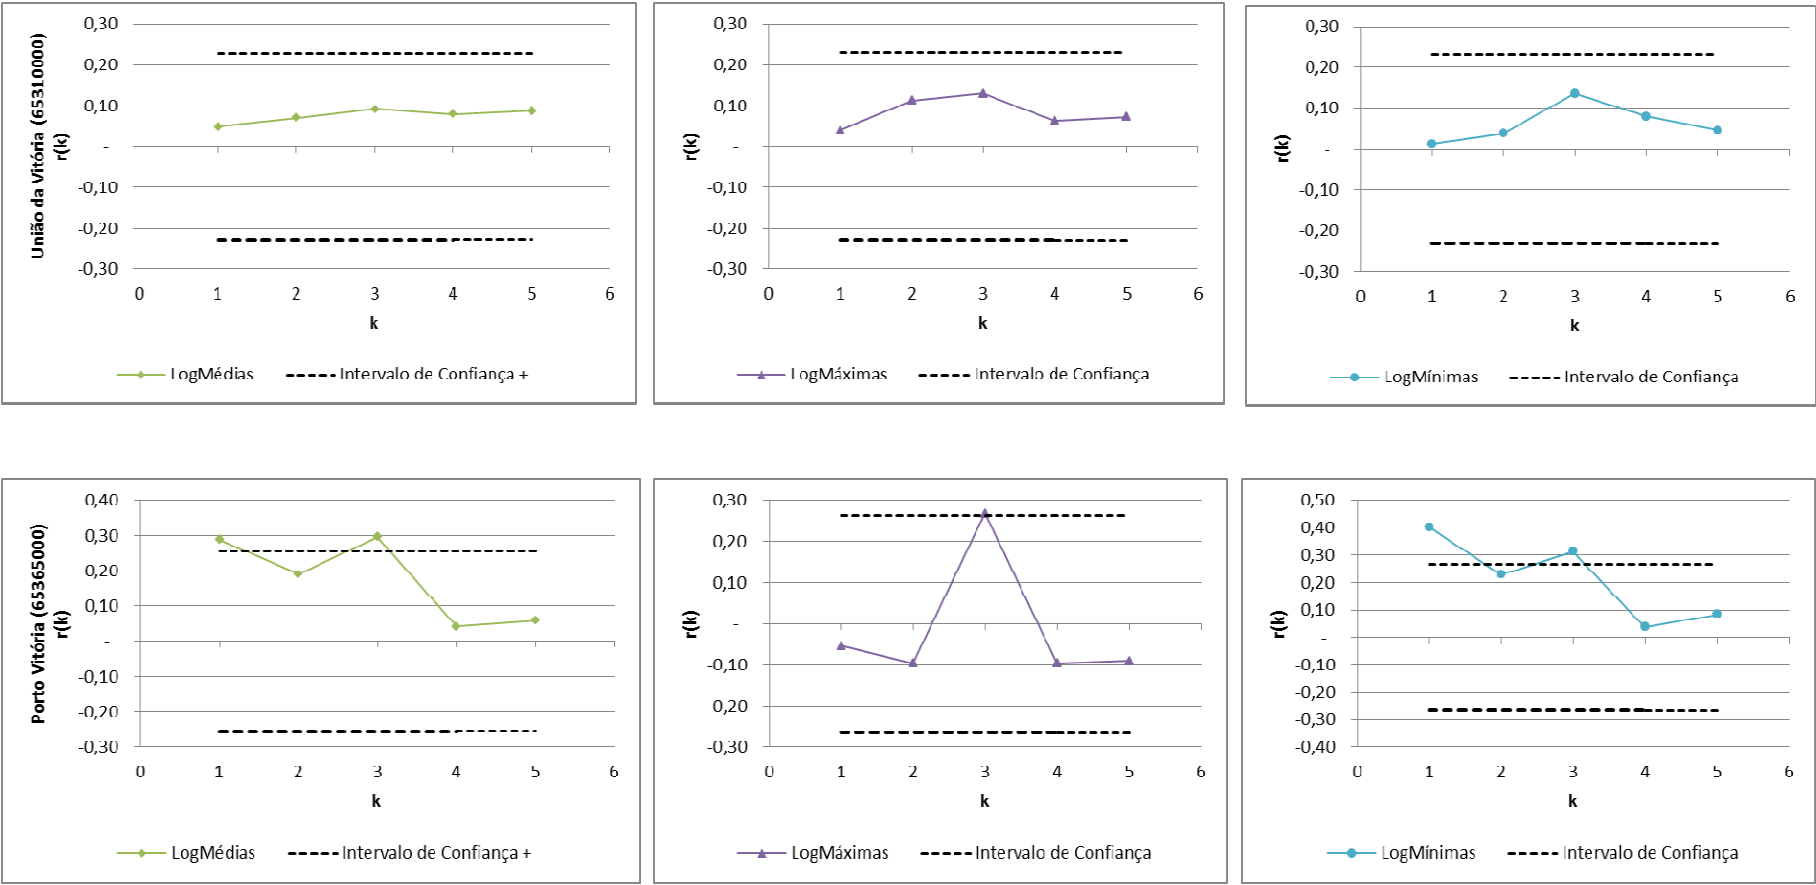 União da Vitória (65310000)
r(k)
0,30
0,20
0,10
-
-0,10
-0,20
-0,30
0 1 2 3 4 5 6
k
LogMédias Intervalo de Confiança +
0,30
0,20
0,10
-
-0,10
-0,20
-0,30
r(k)
0 1 2 3 4 5 6
k
LogMáximas Intervalo de Confiança
0,30
0,20
0,10
-
-0,10
-0,20
-0,30
r(k)
0 1 2 3 4 5 6
k
LogMínimas Intervalo de Confiança
Porto Vitória (65365000)
r(k)
0,40
0,30
0,20
0,10
-
-0,10
-0,20
-0,30
0 1 2 3 4 5 6
k
LogMédias Intervalo de Confiança +
0,30
0,20
0,10
-
-0,10
-0,20
-0,30
r(k)
0 1 2 3 4 5 6
k
LogMáximas Intervalo de Confiança
0,50
0,40
0,30
0,20
0,10
-
-0,10
-0,20
-0,30
-0,40
r(k)
0 1 2 3 4 5 6
k
LogMínimas Intervalo de Confiança